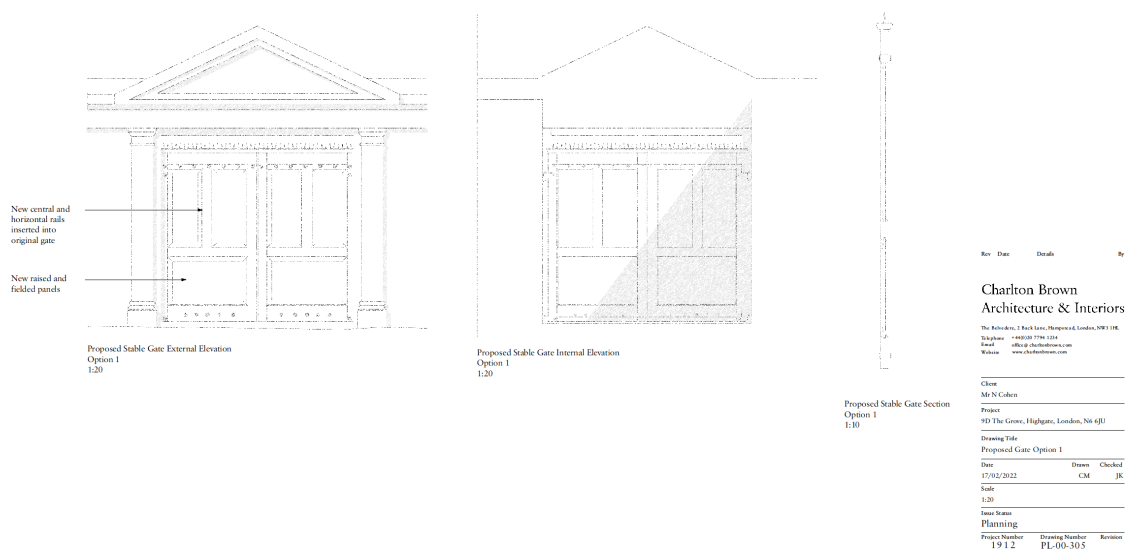 New central and
horizontal rails
inserted into
original gate
New raised and
fielded panels
Proposed Stable Gate External Elevation
Option 1
1:20
Proposed Stable Gate Internal Elevation
Option 1
1:20
Proposed Stable Gate Section
Option 1
1:10
Rev Date Details By
Charlton Brown
Architecture & Interiors
The Belvedere, 2 Back Lane, Hampstead, London, NW3 1HL
Telephone +44(0)20 7794 1234
Email office@charltonbrown.com
Website www.charltonbrown.com
Client
Mr N Cohen
Project
9D The Grove, Highgate, London, N6 6JU
Drawing Title
Proposed Gate Option 1
Date Drawn Checked
17/02/2022 CM JK
Scale
1:20
Issue Status
Planning
Project Number Drawing Number Revision
1912 PL-00-305